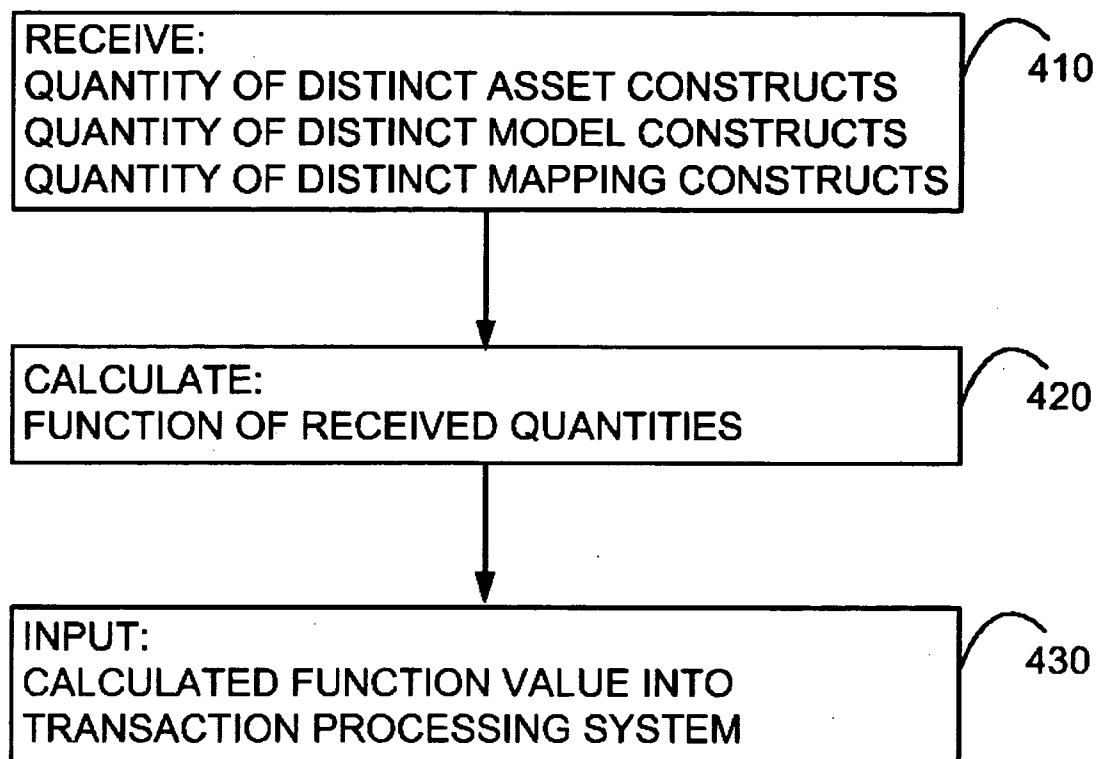 RECEIVE:
QUANTITY OF DISTINCT ASSET CONSTRUCTS
QUANTITY OF DISTINCT MODEL CONSTRUCTS
QUANTITY OF DISTINCT MAPPING CONSTRUCTS
410
CALCULATE:
FUNCTION OF RECEIVED QUANTITIES
420
INPUT:
CALCULATED FUNCTION VALUE INTO
TRANSACTION PROCESSING SYSTEM
430